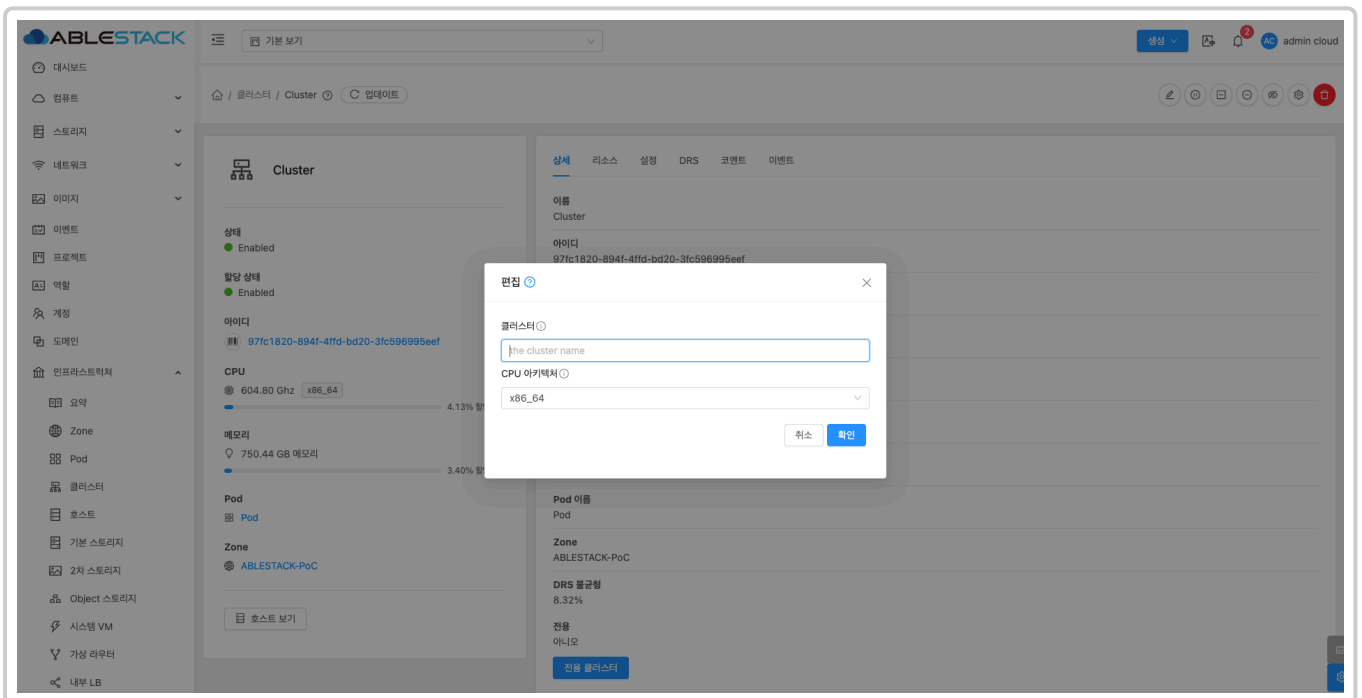 ABLESTACK
기본 보기
생성
2
AC
admin cloud
대시보드
컴퓨트
스토리지
네트워크
이미지
이벤트
프로젝트
역할
계정
도메인
인프라스트럭쳐
요약
Zone
Pod
클러스터
호스트
기본 스토리지
2차 스토리지
Object 스토리지
시스템 VM
가상 라우터
내부 LB
/ 클러스터 / Cluster
업데이트
Cluster
상태
Enabled
할당 상태
Enabled
아이디
97fc1820-894f-4ffd-bd20-3fc596995eef
CPU
604.80 Ghz
x86_64
4.13%
메모리
750.44 GB 메모리
3.40%
Pod
Pod
Zone
ABLESTACK-PoC
호스트 보기
상세
리소스
설정
DRS
코멘트
이벤트
이름
Cluster
아이디
97fc1820-894f-4ffd-bd20-3fc596995eef
편집
클러스터
the cluster name
CPU 아키텍처
x86_64
취소
확인
Pod 이름
Pod
Zone
ABLESTACK-PoC
DRS 불균형
8.32%
전용
아니오
전용 클러스터